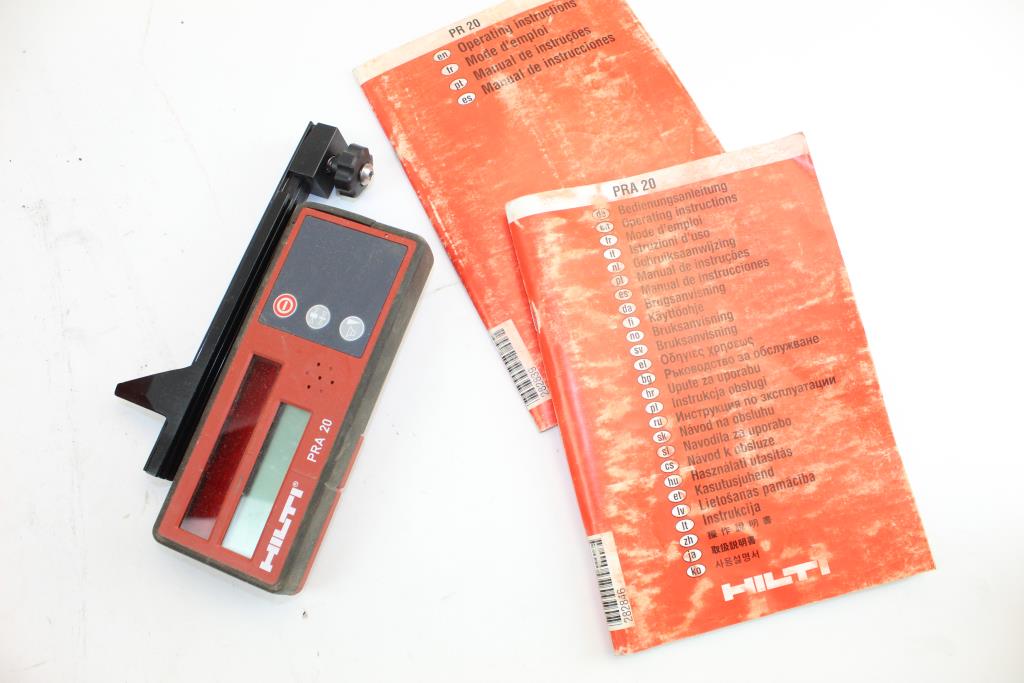 PR 20
en Operating instructions
fr Mode d'emploi
pt Manual de instruções
es Manual de instrucciones
282839
PRA 20
de Bedienungsanleitung
en Operating instructions
fr Mode d'emploi
it Istruzioni d'uso
nl Gebruiksaanwijzing
pt Manual de instruções
es Manual de instrucciones
da Brugsanvisning
fi Käyttöohje
no Bruksanvisning
sv Bruksanvisning
el Οδηγιες χρησεως
bg Ръководство за обслужване
hr Upute za uporabu
pl Instrukcja obsługi
ru Инструкция по зксплуатации
sk Návod na obsluhu
sl Navodila za uporabo
cs Návod k obsluze
hu Használati utasítás
et Kasutusjuhend
lv Lietošanas pamācība
lt Instrukcija
zh 操作說明書
ja 取扱説明書
ko 사용설명서
HILTI
282846
PRA 20
HILTI®